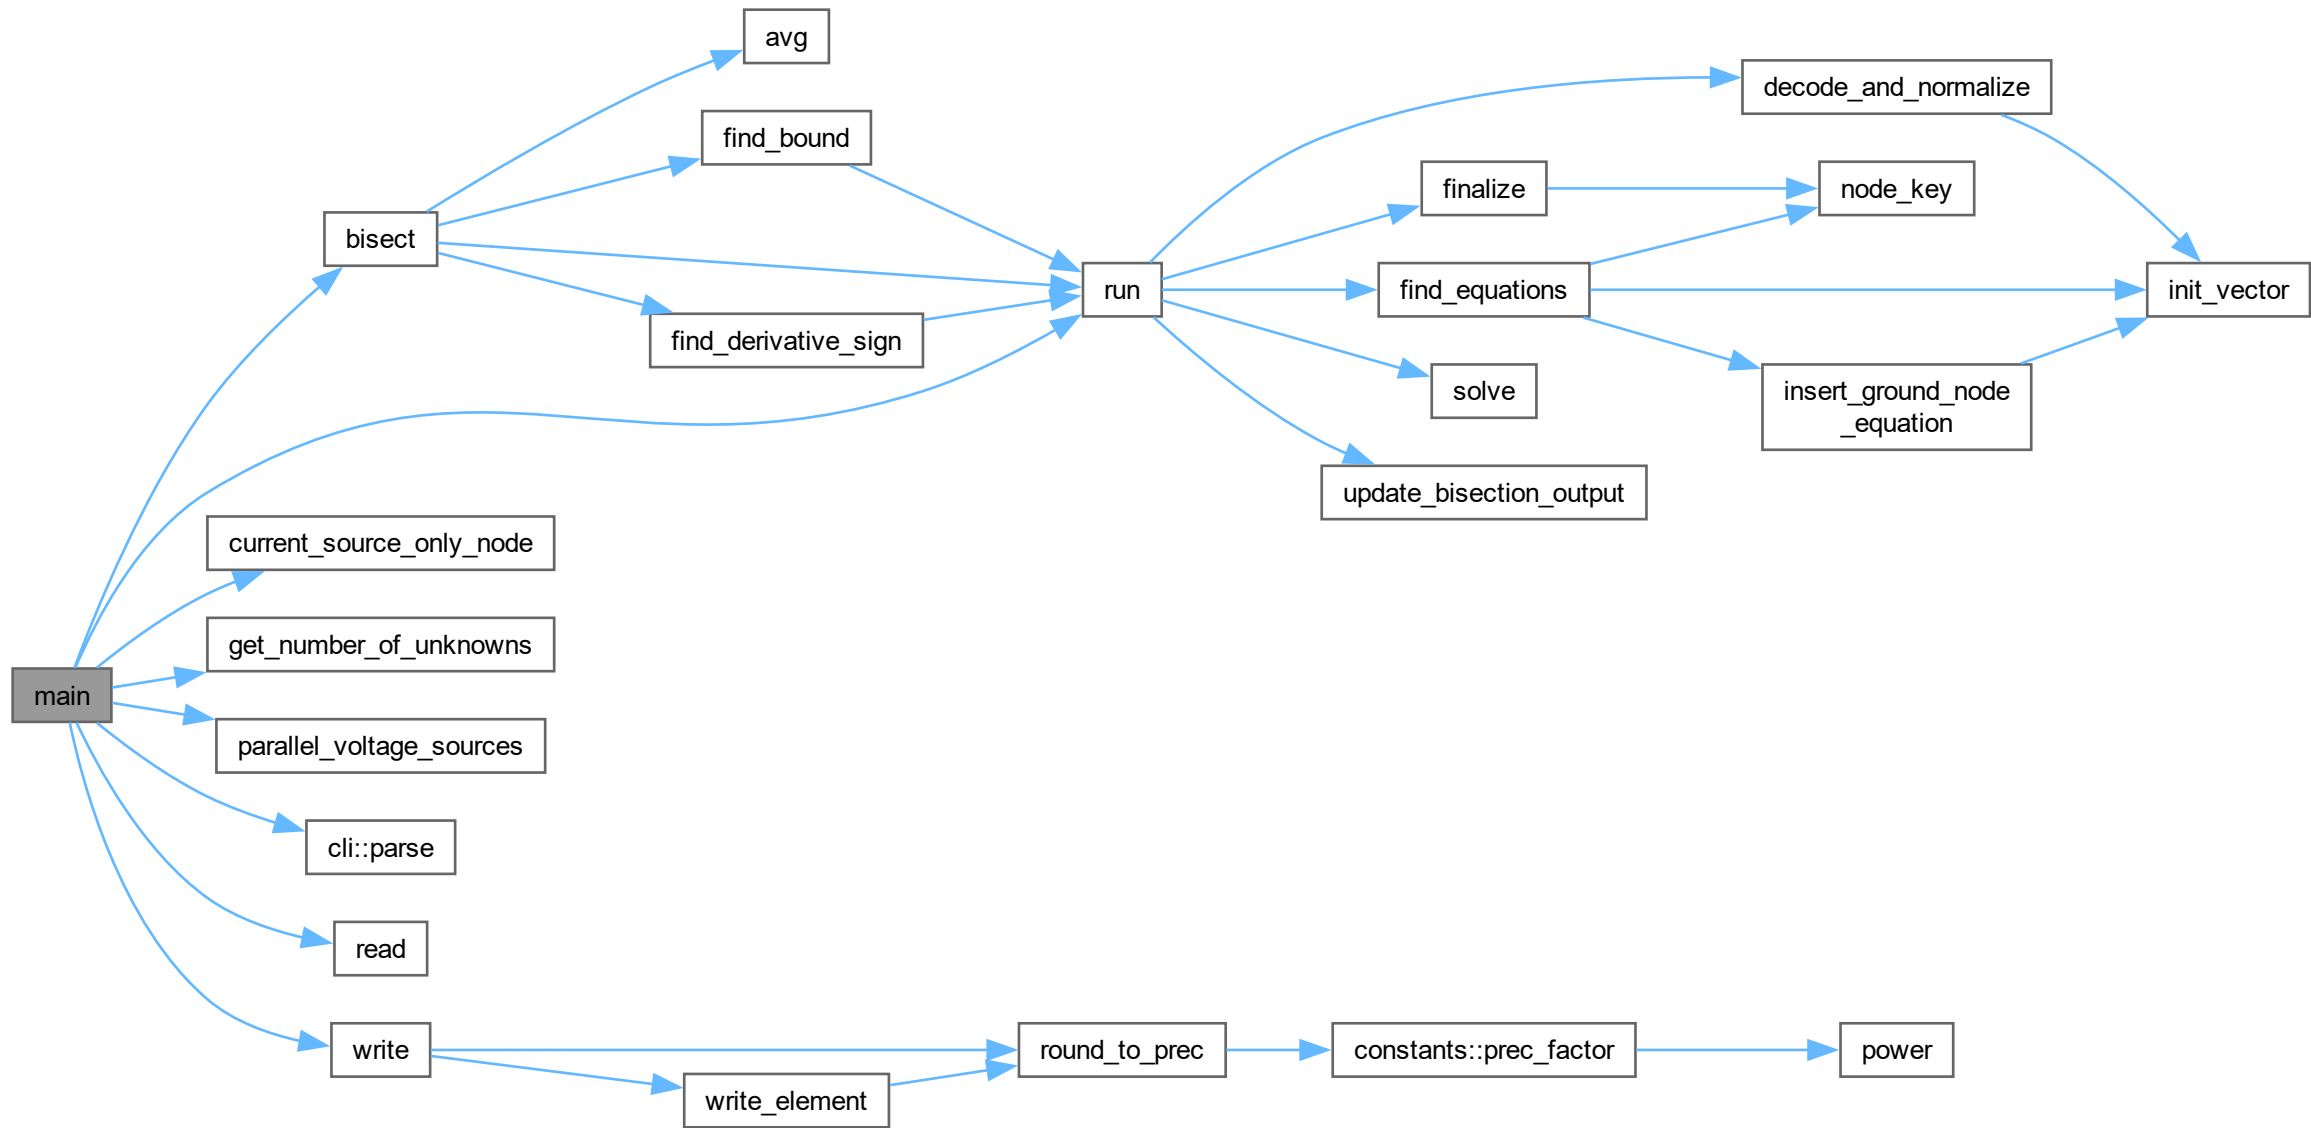 avg
decode_and_normalize
find_bound
finalize
node_key
bisect
run
find_equations
init_vector
find_derivative_sign
solve
insert_ground_node
_equation
update_bisection_output
current_source_only_node
get_number_of_unknowns
main
parallel_voltage_sources
cli::parse
read
write
round_to_prec
constants::prec_factor
power
write_element